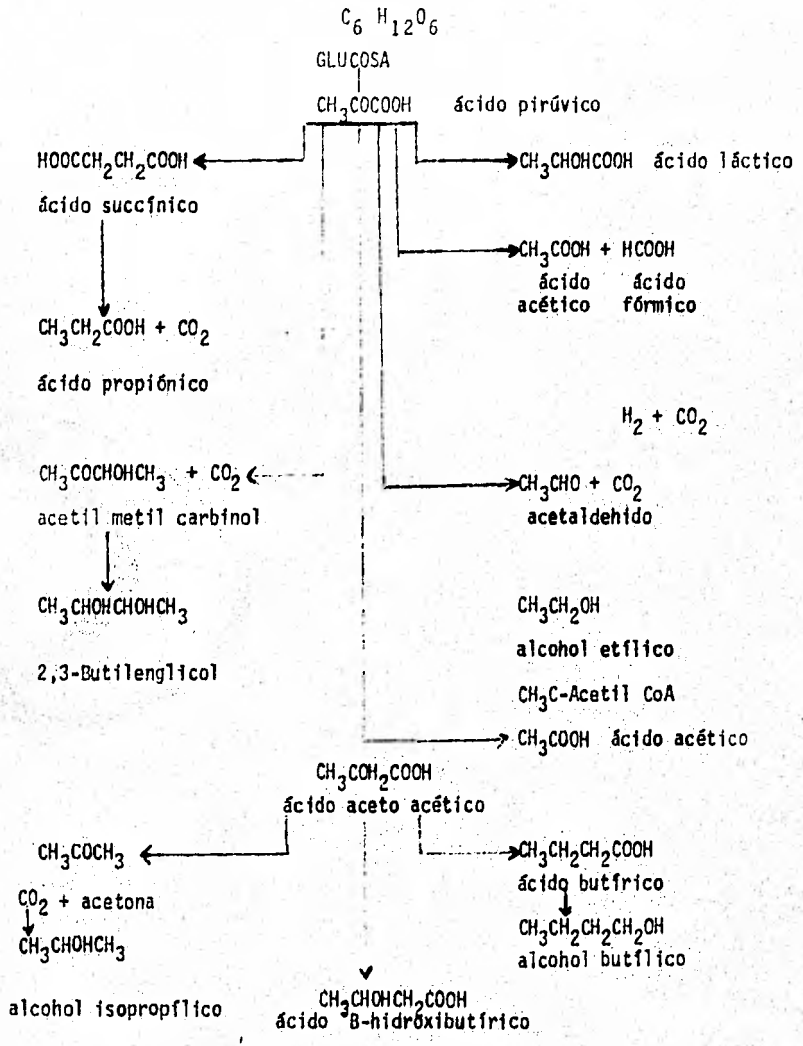 C6 H12O6
GLUCOSA
CH3COCOOH ácido pirúvico
HOOCCH2CH2COOH
CH3CHOHCOOH ácido láctico
ácido succínico
CH3COOH + HCOOH
ácido ácido
acético fórmico
CH3CH2COOH + CO2
ácido propiónico
H2 + CO2
CH3COCHOHCH3 + CO2
CH3CHO + CO2
acetil metil carbinol
acetaldehido
CH3CHOHCHOHCH3
CH3CH2OH
alcohol etílico
2,3-Butilenglicol
CH3C-Acetil CoA
CH3COOH ácido acético
CH3COH2COOH
ácido aceto acético
CH3COCH3
CH3CH2CH2COOH
ácido butírico
CO2 + acetona
CH3CH2CH2CH2OH
CH3CHOHCH3
alcohol butílico
alcohol isopropílico
CH3CHOHCH2COOH
ácido B-hidróxibutírico